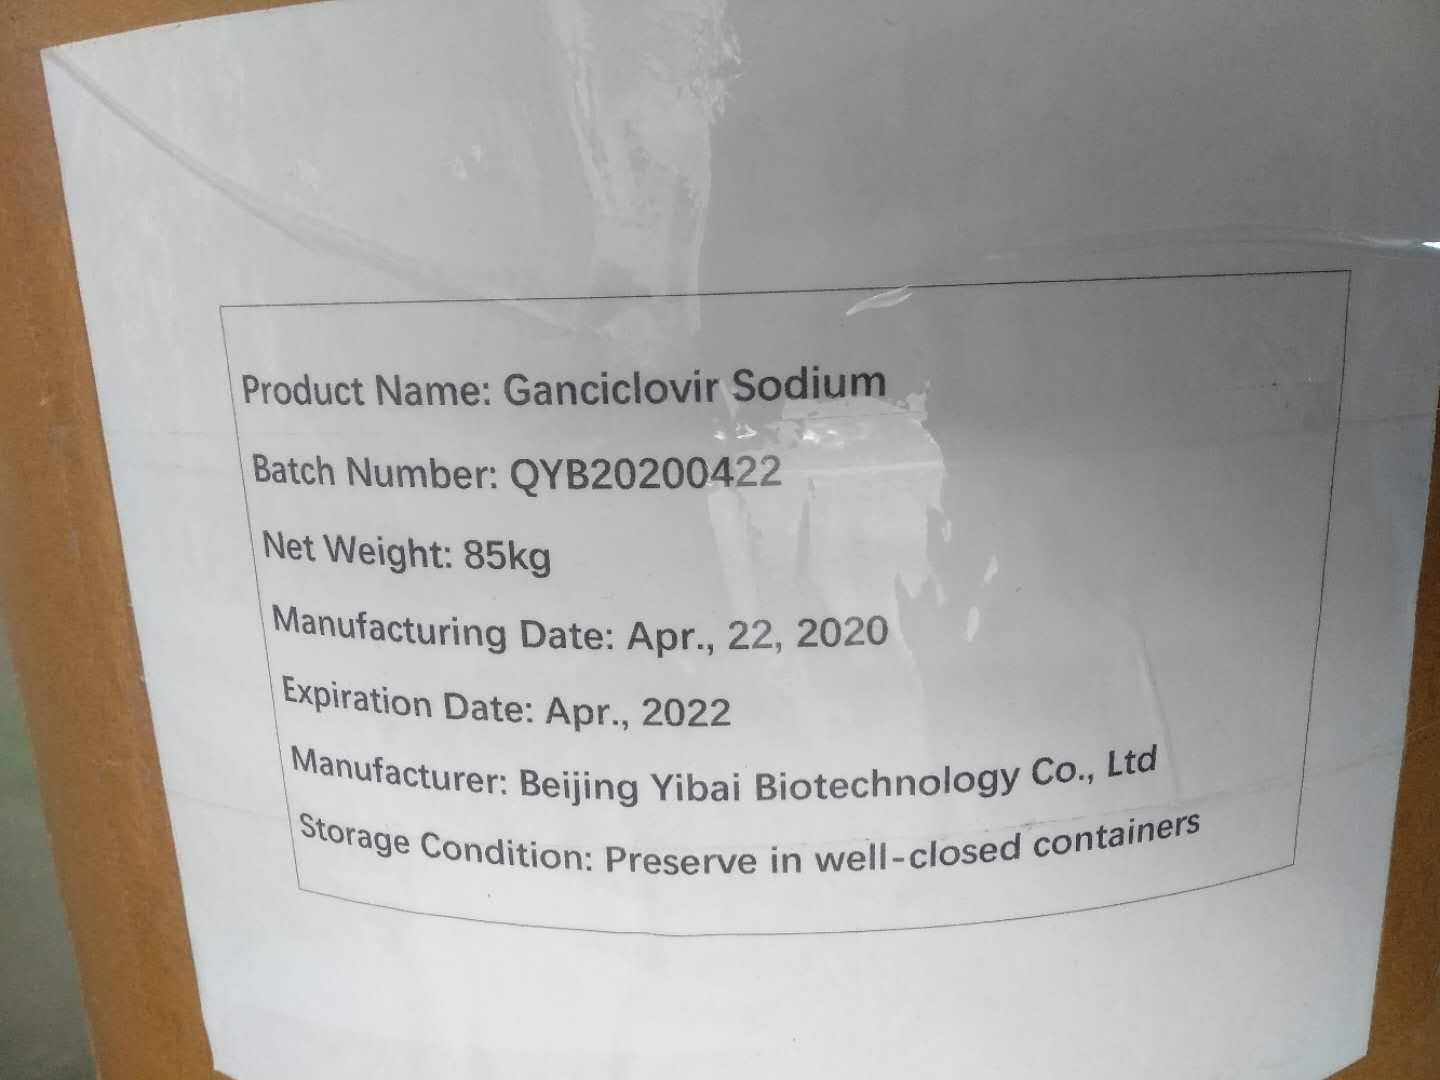 Product Name: Ganciclovir Sodium
Batch Number: QYB20200422
Net Weight: 85kg
Manufacturing Date: Apr., 22, 2020
Expiration Date: Apr., 2022
Manufacturer: Beijing Yibai Biotechnology Co., Ltd
Storage Condition: Preserve in well-closed containers